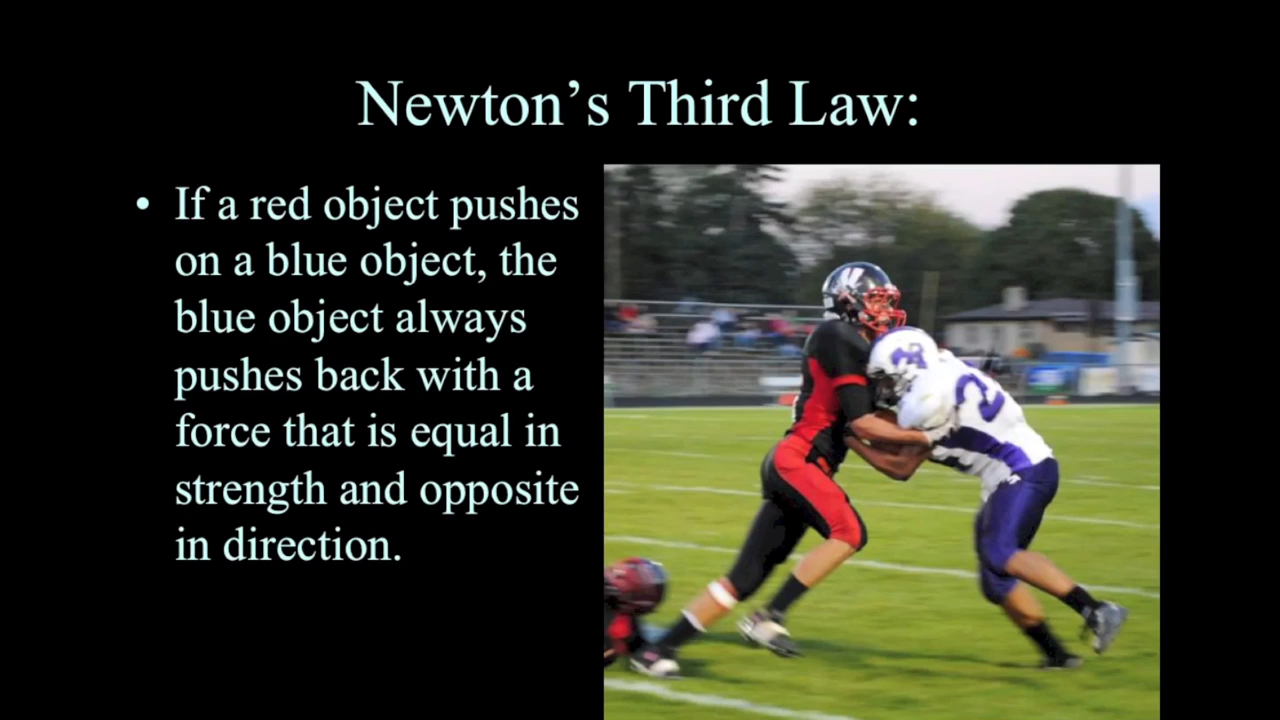 Newton’s Third Law:
• If a red object pushes
on a blue object, the
blue object always
pushes back with a
force that is equal in
strength and opposite
in direction.